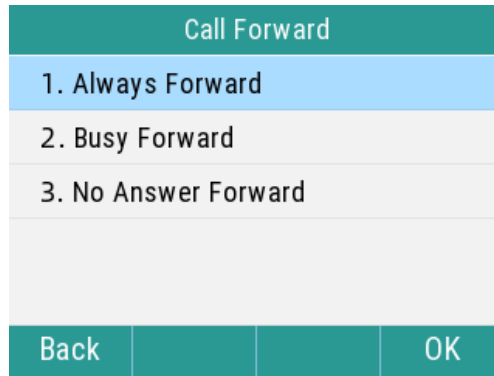 Call Forward
1. Always Forward
2. Busy Forward
3. No Answer Forward
Back OK